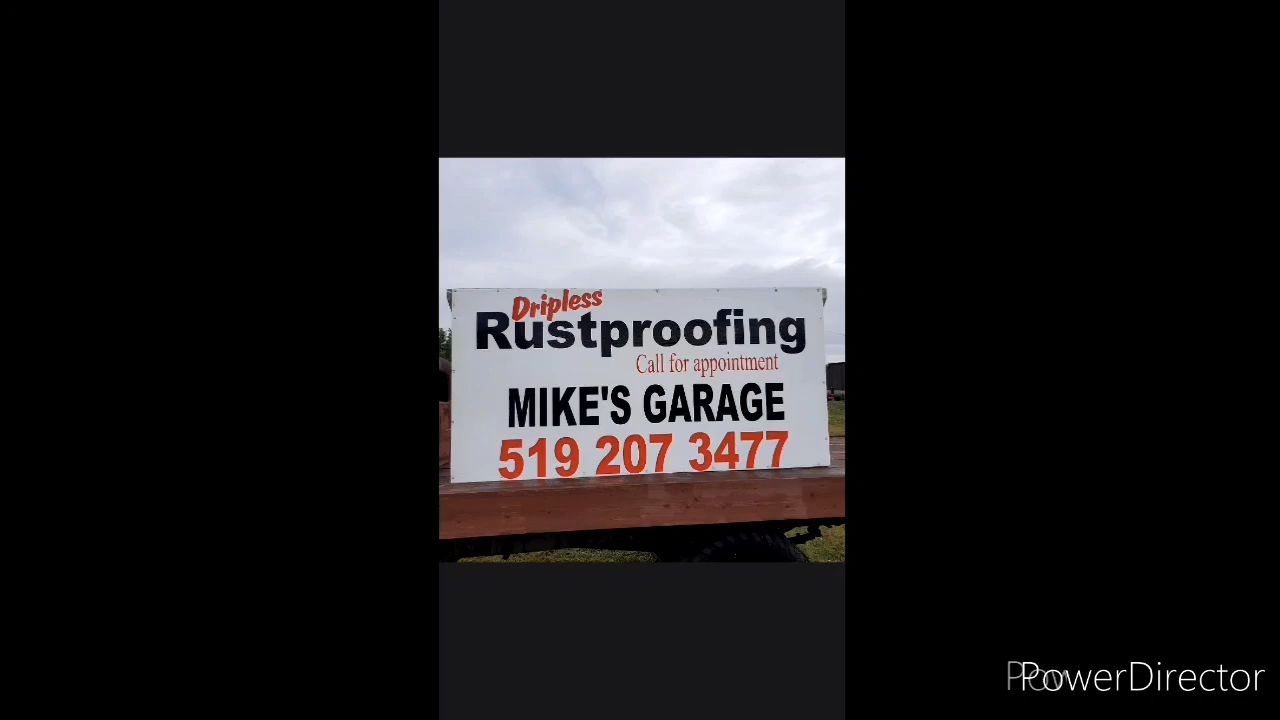 Dripless
Rustproofing
Call for appointment
MIKE'S GARAGE
519 207 3477
PowerDirector